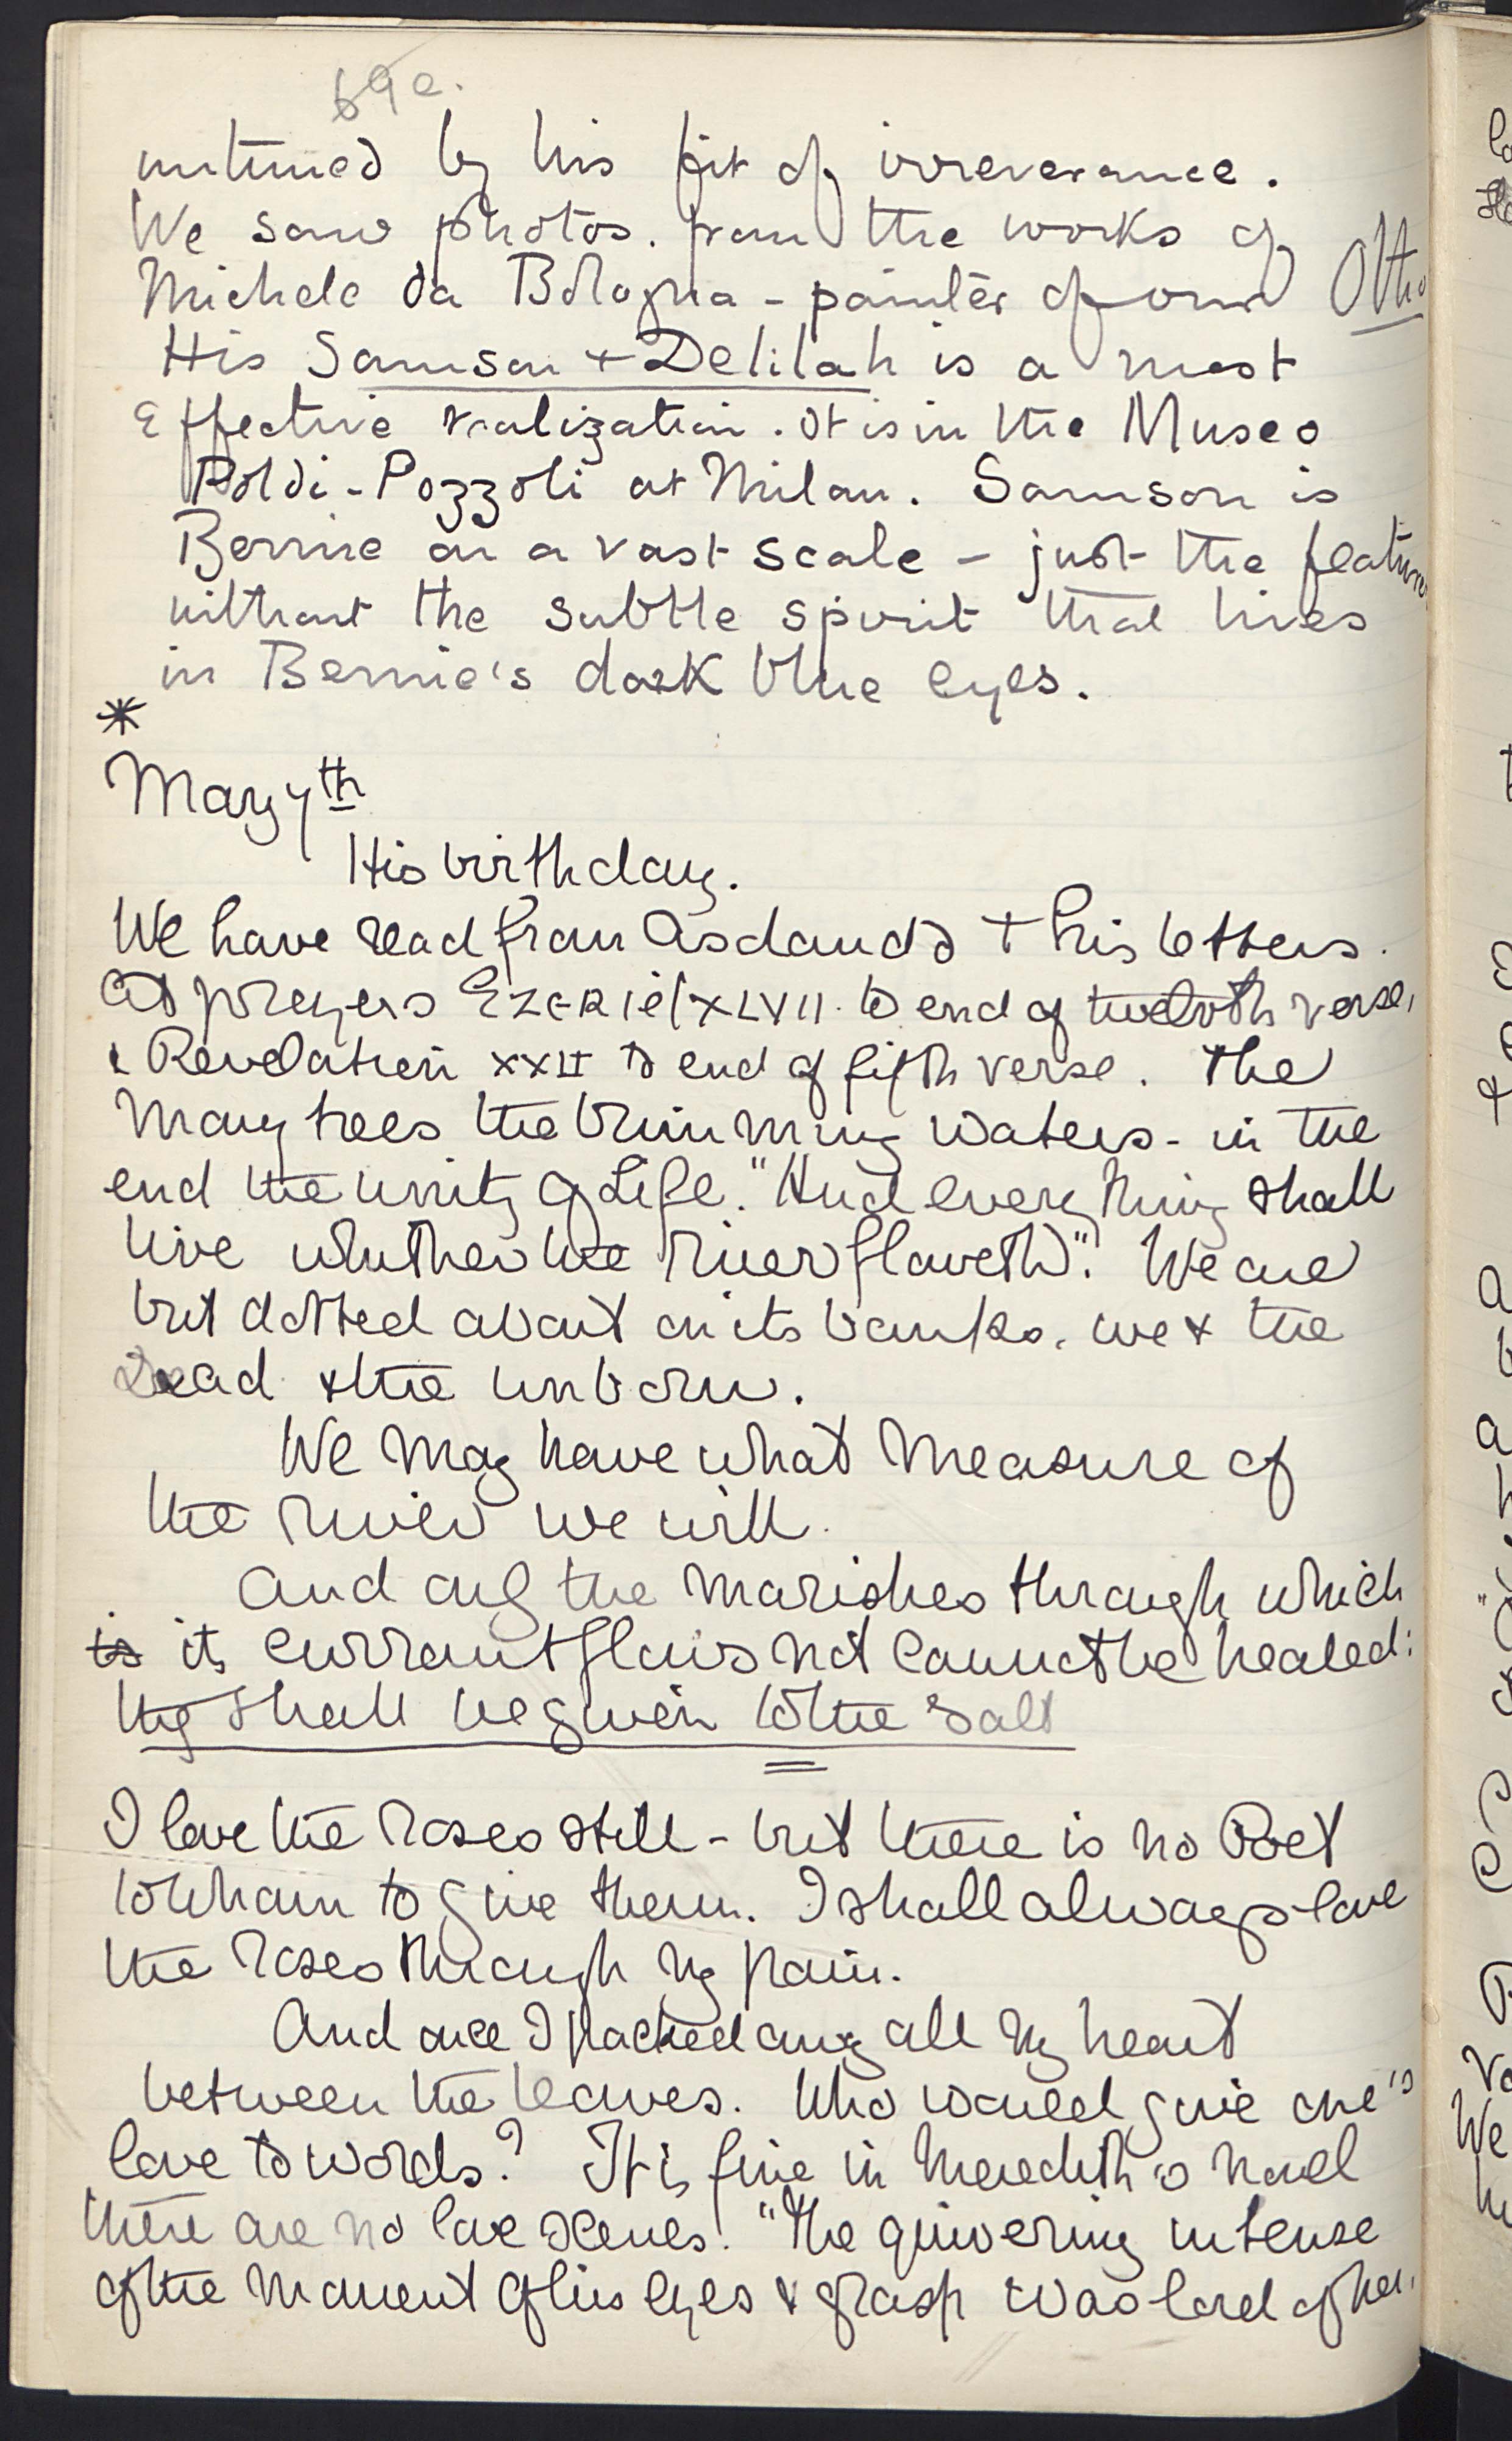 69e.
untuned by his fit of irreverance.
We saw photos. from the works of
Michele da Bologna - painter of our Otho
His Samson + Delilah is a most
Effective realization. It is in the Museo
Poldi-Pozzoli at Milan. Samson is
Bernie on a vast scale - just the features
without the subtle spirit that lives
in Bernie's dark blue eyes.
*
May 7th
His birthday.
We have read from Asolando + his letters.
At prayers Ezekiel XLVII. to end of twelvth verse,
& Revelation XXII to end of fifth verse. The
May trees the brimming waters - in the
end the unity of Life. "And every thing shall
live whither the river floweth". We are
but dotted about on its banks, we & the
Dead & the unborn.
We may have what measure of
the river we will.
And only the marishes through which
is its currant flows not cannot be healed:
they shall be given to the salt
I love the roses still - but there is no Poet
to whom to give them. I shall always love
the roses through my pain.
And once I packed away all my heart
between the leaves. Who would give one's
love to words? It is fine in Meredith's novel
there are no love scenes. "The quivering intense
of the moment of his eyes & grasp was lord of her,